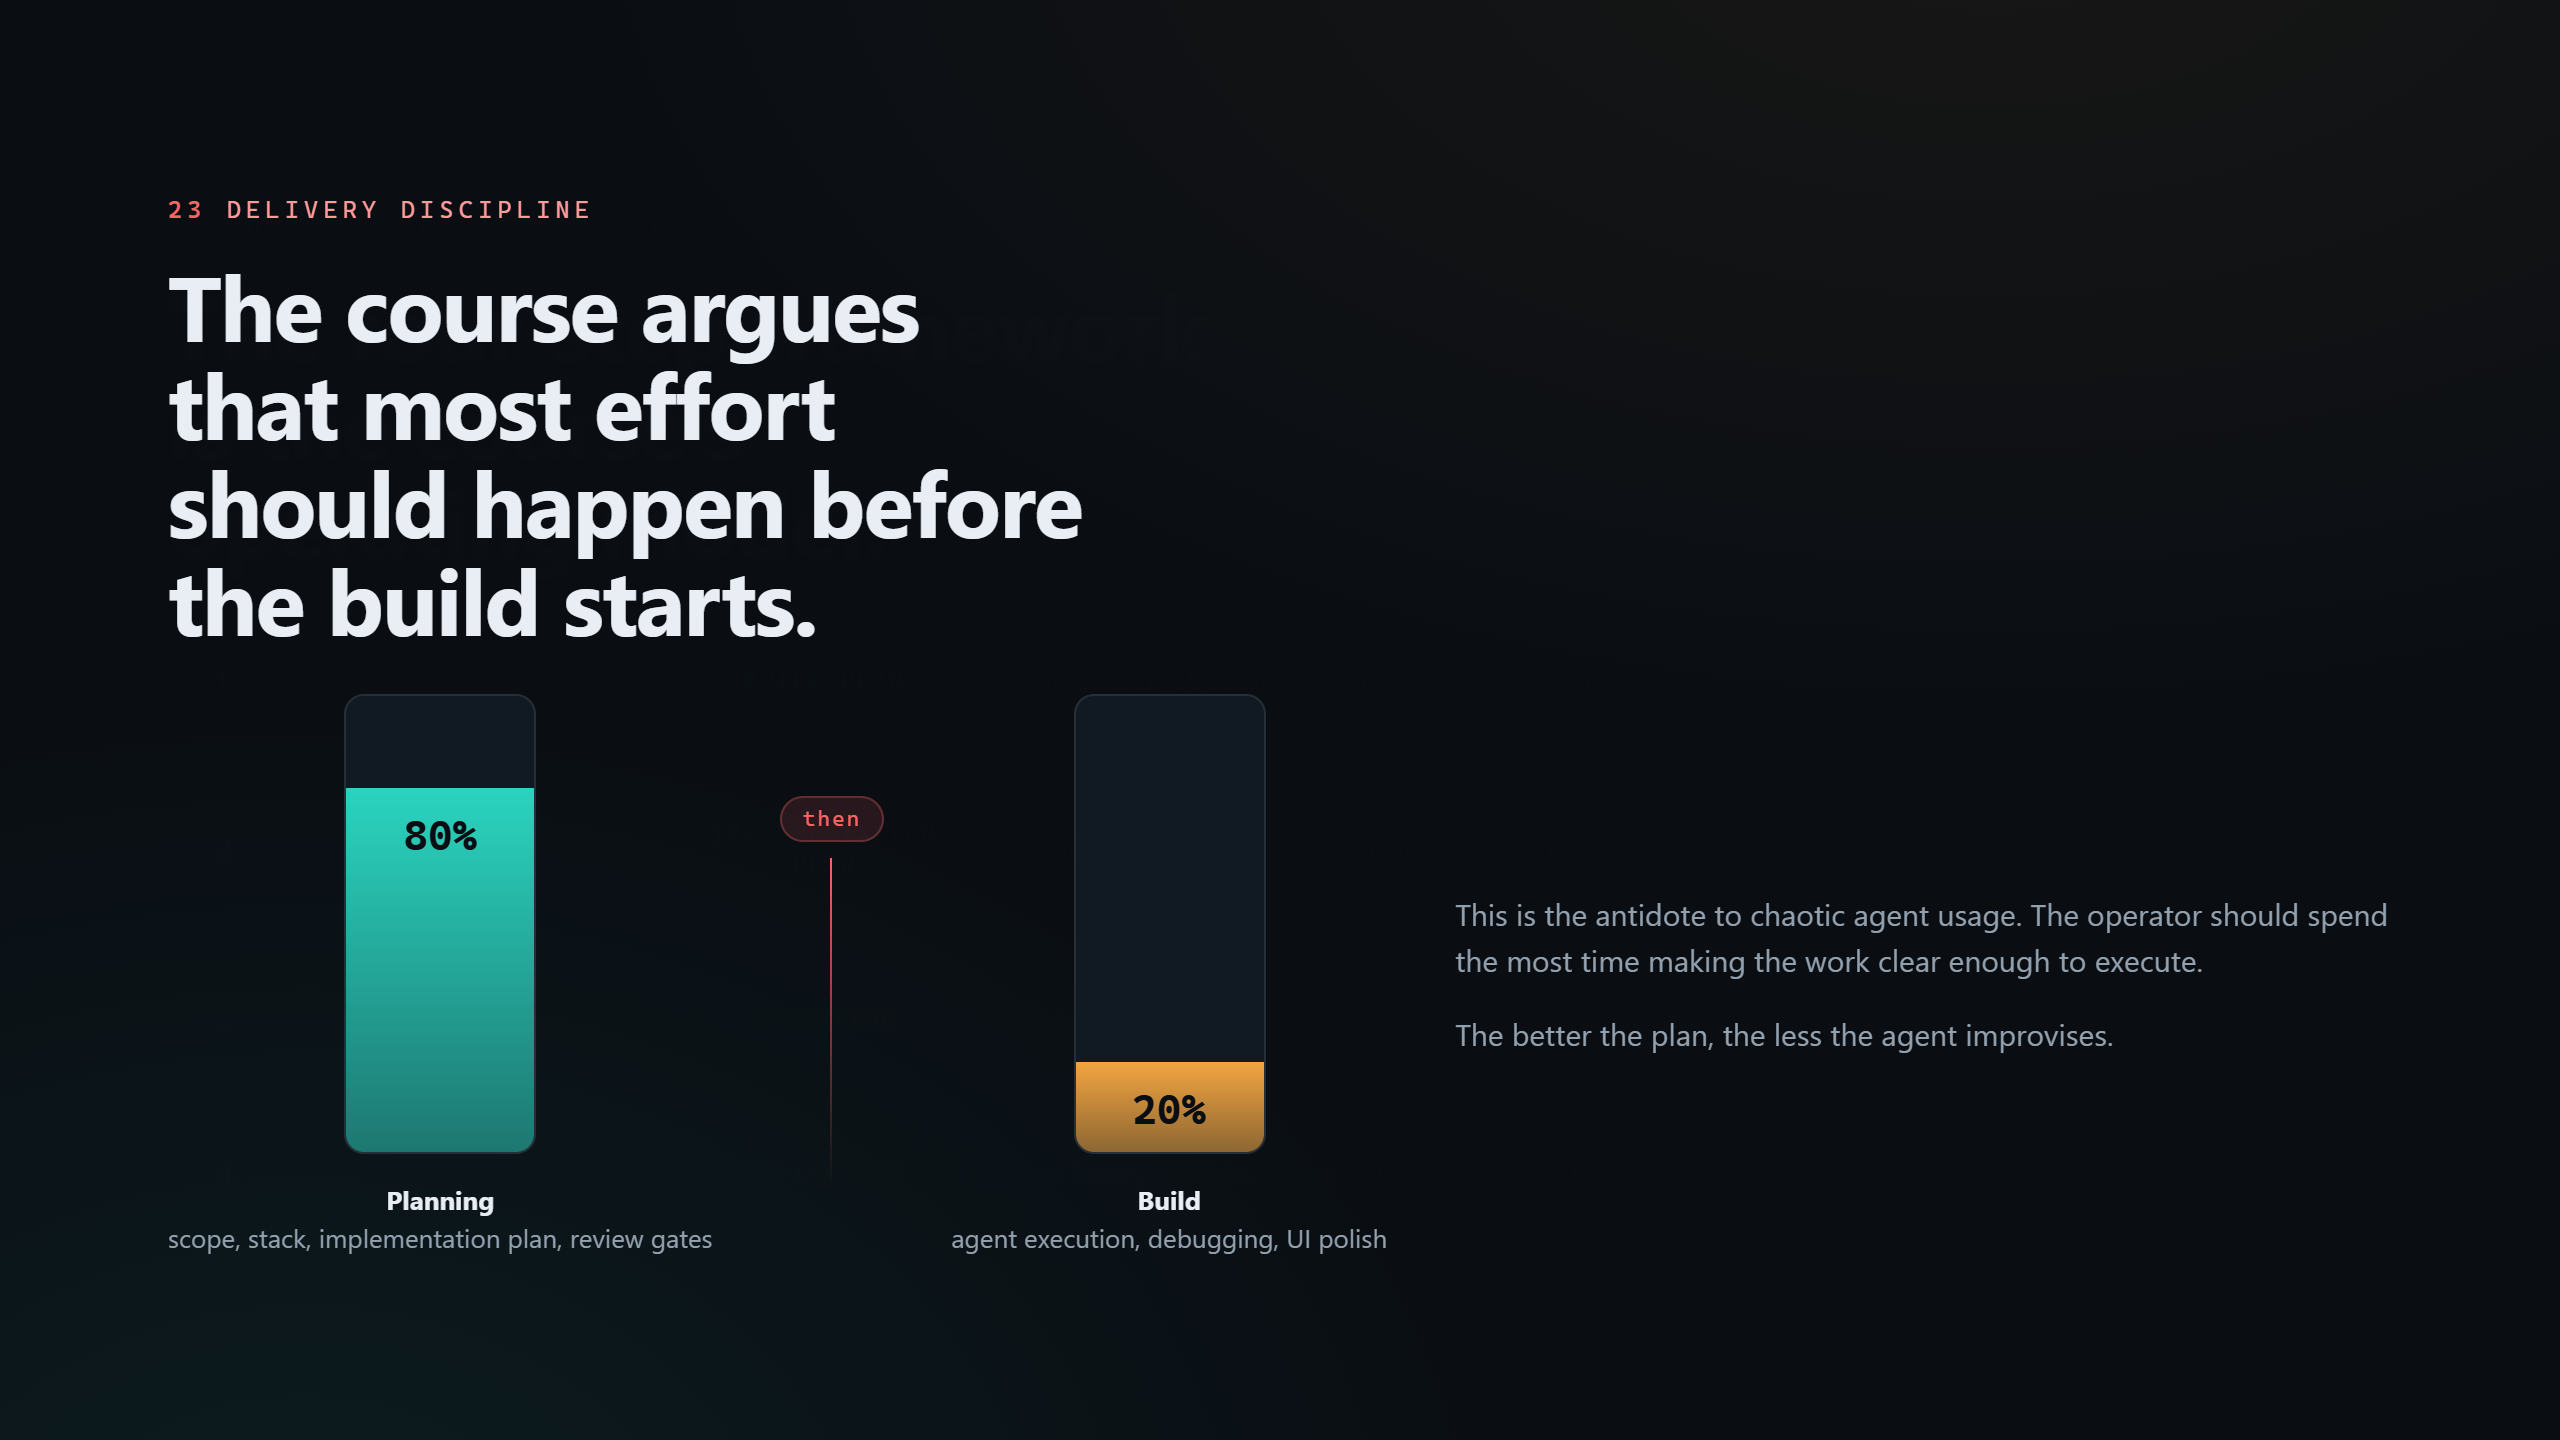 23 DELIVERY DISCIPLINE
The course argues
that most effort
should happen before
the build starts.
80%
Planning
scope, stack, implementation plan, review gates
then
20%
Build
agent execution, debugging, UI polish
This is the antidote to chaotic agent usage. The operator should spend
the most time making the work clear enough to execute.
The better the plan, the less the agent improvises.